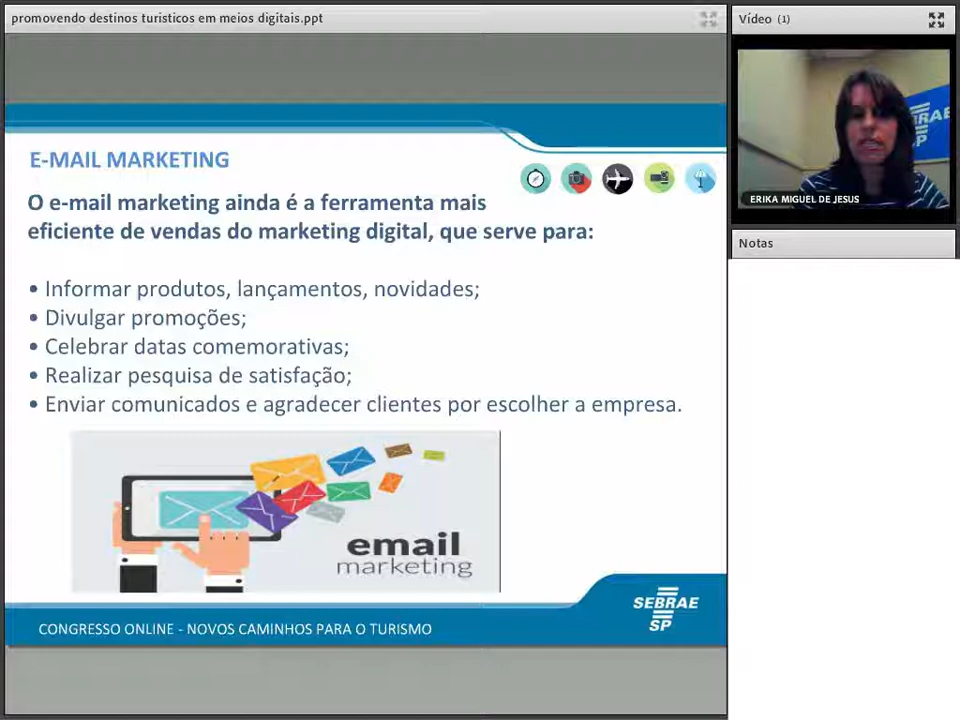 promovendo destinos turisticos em meios digitais.ppt
Vídeo (1)
E-MAIL MARKETING
O e-mail marketing ainda é a ferramenta mais
eficiente de vendas do marketing digital, que serve para:
• Informar produtos, lançamentos, novidades;
• Divulgar promoções;
• Celebrar datas comemorativas;
• Realizar pesquisa de satisfação;
• Enviar comunicados e agradecer clientes por escolher a empresa.
email
marketing
SEBRAE
SP
CONGRESSO ONLINE - NOVOS CAMINHOS PARA O TURISMO
SEBRAE
SP
ERIKA MIGUEL DE JESUS
Notas